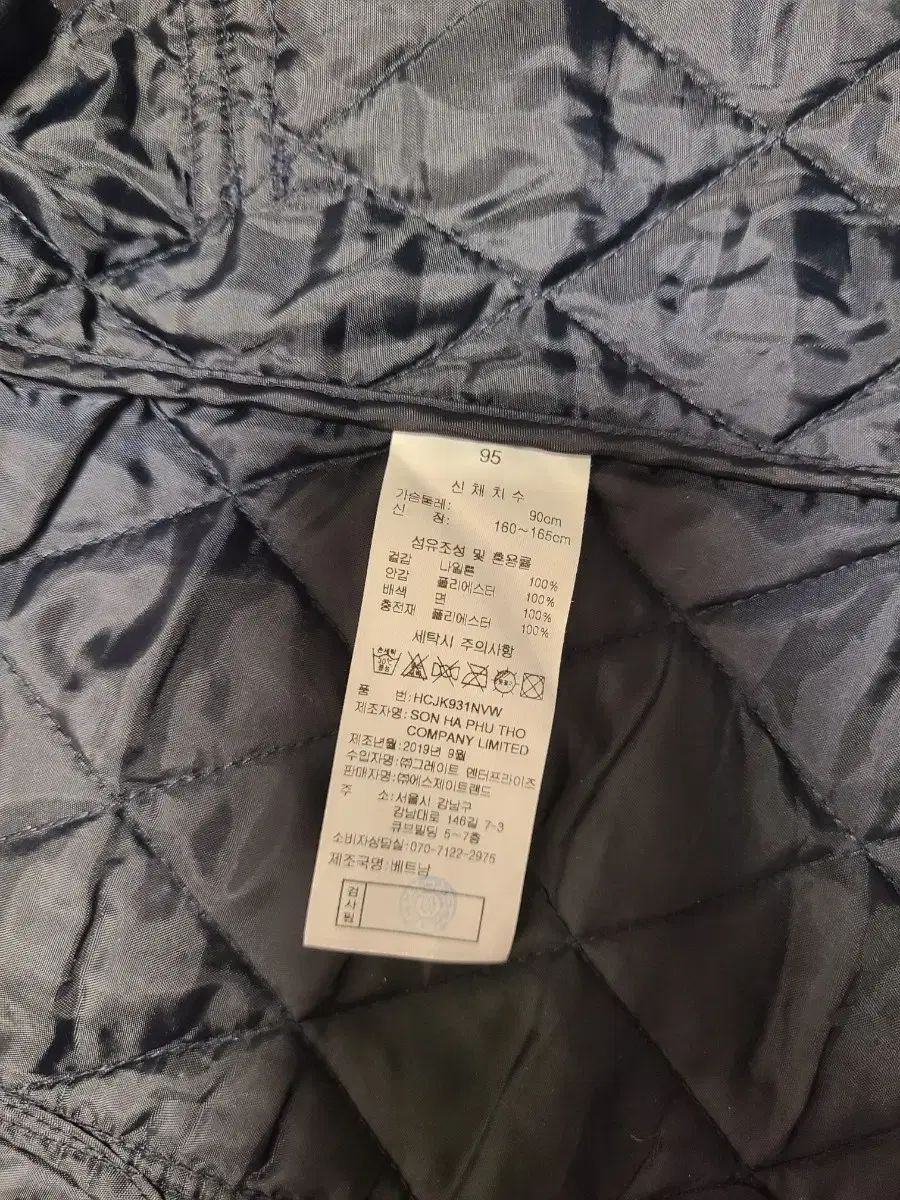 95
신체치수
가슴둘레: 90cm
신 장: 160~165cm
섬유조성 및 혼용률
겉감 나일론 100%
안감 폴리에스터 100%
배색 면 100%
충전재 폴리에스터 100%
세탁시 주의사항
손세탁 30℃ 중성
품 번:HCJK931NVW
제조자명:SON HA PHU THO
COMPANY LIMITED
제조년월:2019년 9월
수입자명:㈜그레이트 엔터프라이즈
판매자명:㈜에스제이트랜드
주 소:서울시 강남구
강남대로 146길 7-3
큐브빌딩 5~7층
소비자상담실:070-7122-2975
제조국명:베트남
검사필